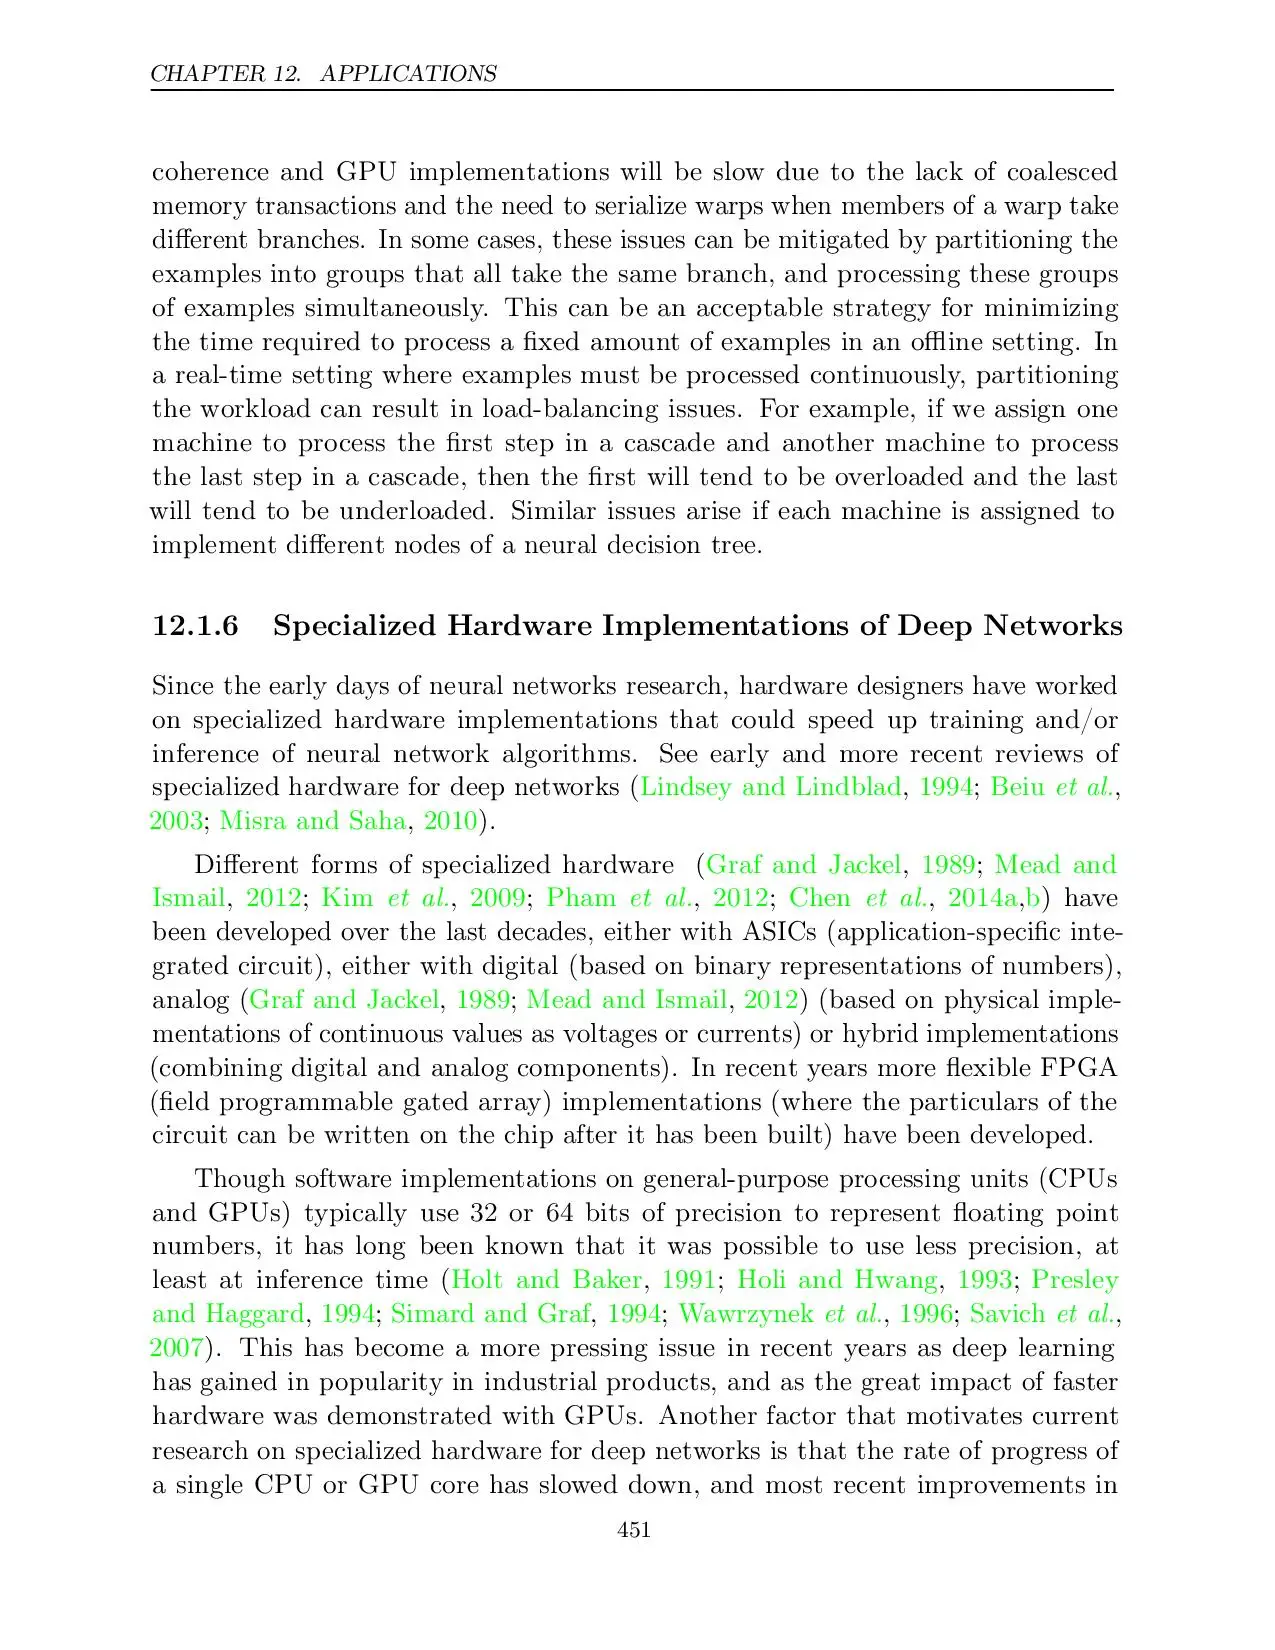 CHAPTER 12. APPLICATIONS
coherence and GPU implementations will be slow due to the lack of coalesced
memory transactions and the need to serialize warps when members of a warp take
different branches. In some cases, these issues can be mitigated by partitioning the
examples into groups that all take the same branch, and processing these groups
of examples simultaneously. This can be an acceptable strategy for minimizing
the time required to process a fixed amount of examples in an offline setting. In
a real-time setting where examples must be processed continuously, partitioning
the workload can result in load-balancing issues. For example, if we assign one
machine to process the first step in a cascade and another machine to process
the last step in a cascade, then the first will tend to be overloaded and the last
will tend to be underloaded. Similar issues arise if each machine is assigned to
implement different nodes of a neural decision tree.
12.1.6 Specialized Hardware Implementations of Deep Networks
Since the early days of neural networks research, hardware designers have worked
on specialized hardware implementations that could speed up training and/or
inference of neural network algorithms. See early and more recent reviews of
specialized hardware for deep networks (Lindsey and Lindblad, 1994; Beiu et al.,
2003; Misra and Saha, 2010).
Different forms of specialized hardware (Graf and Jackel, 1989; Mead and
Ismail, 2012; Kim et al., 2009; Pham et al., 2012; Chen et al., 2014a,b) have
been developed over the last decades, either with ASICs (application-specific inte-
grated circuit), either with digital (based on binary representations of numbers),
analog (Graf and Jackel, 1989; Mead and Ismail, 2012) (based on physical imple-
mentations of continuous values as voltages or currents) or hybrid implementations
(combining digital and analog components). In recent years more flexible FPGA
(field programmable gated array) implementations (where the particulars of the
circuit can be written on the chip after it has been built) have been developed.
Though software implementations on general-purpose processing units (CPUs
and GPUs) typically use 32 or 64 bits of precision to represent floating point
numbers, it has long been known that it was possible to use less precision, at
least at inference time (Holt and Baker, 1991; Holi and Hwang, 1993; Presley
and Haggard, 1994; Simard and Graf, 1994; Wawrzynek et al., 1996; Savich et al.,
2007). This has become a more pressing issue in recent years as deep learning
has gained in popularity in industrial products, and as the great impact of faster
hardware was demonstrated with GPUs. Another factor that motivates current
research on specialized hardware for deep networks is that the rate of progress of
a single CPU or GPU core has slowed down, and most recent improvements in
451